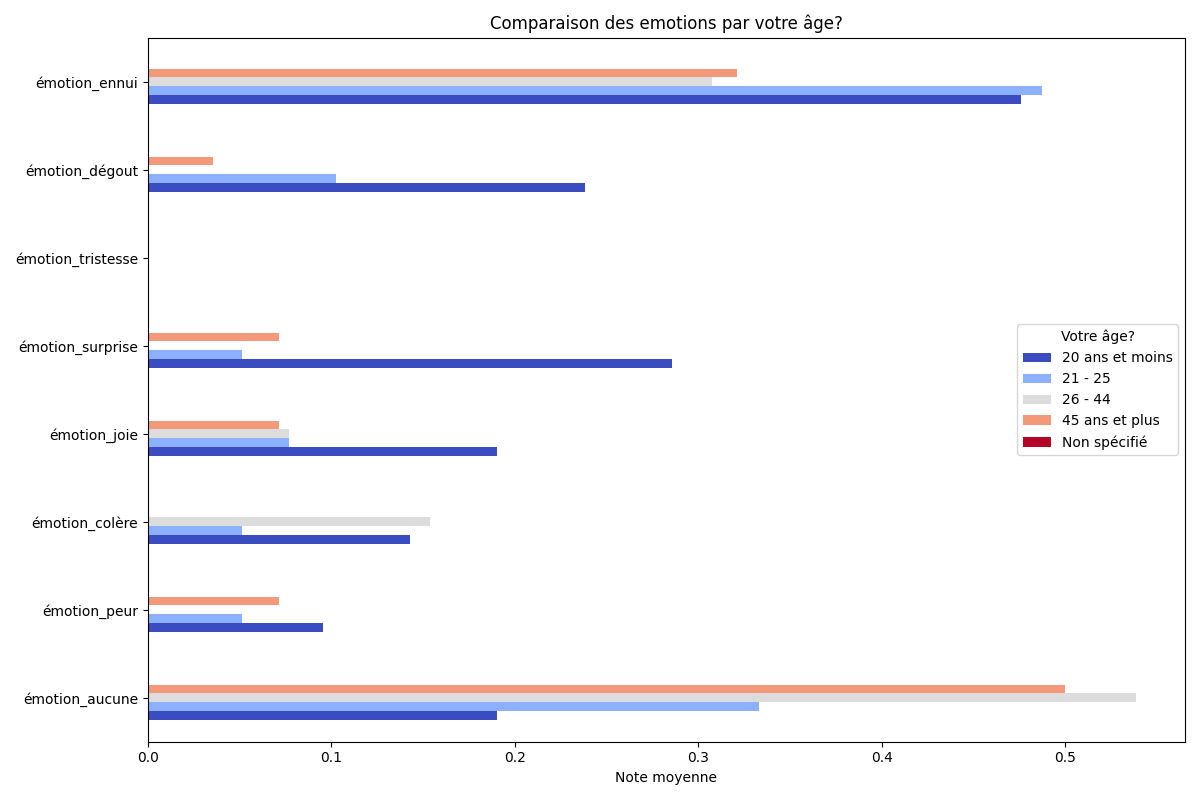 Comparaison des emotions par votre âge?
émotion_ennui
émotion_dégout
émotion_tristesse
émotion_surprise
émotion_joie
émotion_colère
émotion_peur
émotion_aucune
Votre âge?
20 ans et moins
21 - 25
26 - 44
45 ans et plus
Non spécifié
0.0 0.1 0.2 0.3 0.4 0.5
Note moyenne